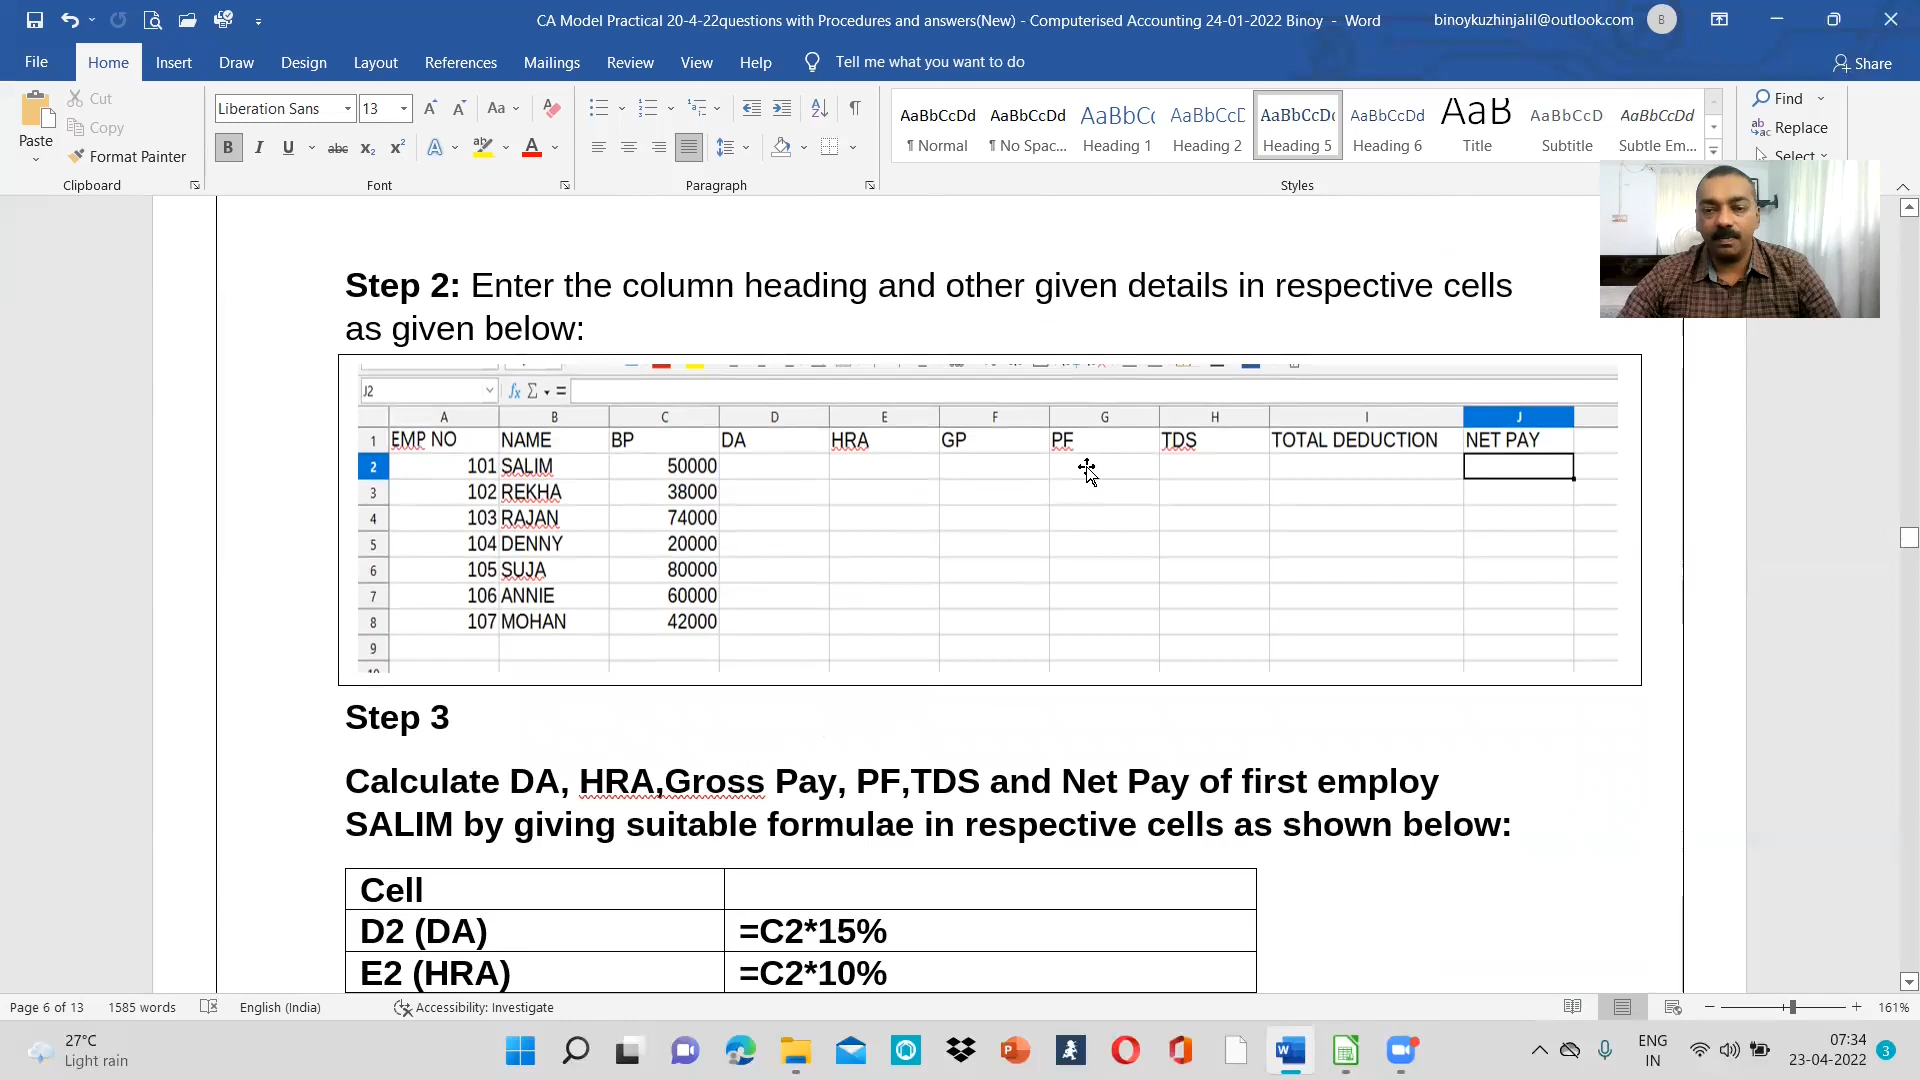 CA Model Practical 20-4-22questions with Procedures and answers(New) - Computerised Accounting 24-01-2022 Binoy - Word
binoykuzhinjalil@outlook.com
B
File Home Insert Draw Design Layout References Mailings Review View Help Tell me what you want to do
Share
Paste
Cut
Copy
Format Painter
Clipboard
Liberation Sans 13
Font
Paragraph
AaBbCcDd AaBbCcDd AaBbCc AaBbCcD AaBbCcDc AaBbCcDd AaB AaBbCcD AaBbCcDd
¶ Normal ¶ No Spac... Heading 1 Heading 2 Heading 5 Heading 6 Title Subtitle Subtle Em...
Styles
Find
Replace
Select
Step 2: Enter the column heading and other given details in respective cells
as given below:
J2
A B C D E F G H I J
1 EMP NO NAME BP DA HRA GP PF TDS TOTAL DEDUCTION NET PAY
2 101 SALIM 50000
3 102 REKHA 38000
4 103 RAJAN 74000
5 104 DENNY 20000
6 105 SUJA 80000
7 106 ANNIE 60000
8 107 MOHAN 42000
9
Step 3
Calculate DA, HRA,Gross Pay, PF,TDS and Net Pay of first employ
SALIM by giving suitable formulae in respective cells as shown below:
Cell
D2 (DA) =C2*15%
E2 (HRA) =C2*10%
Page 6 of 13 1585 words English (India) Accessibility: Investigate 161%
27°C
Light rain
ENG
IN
07:34
23-04-2022
3